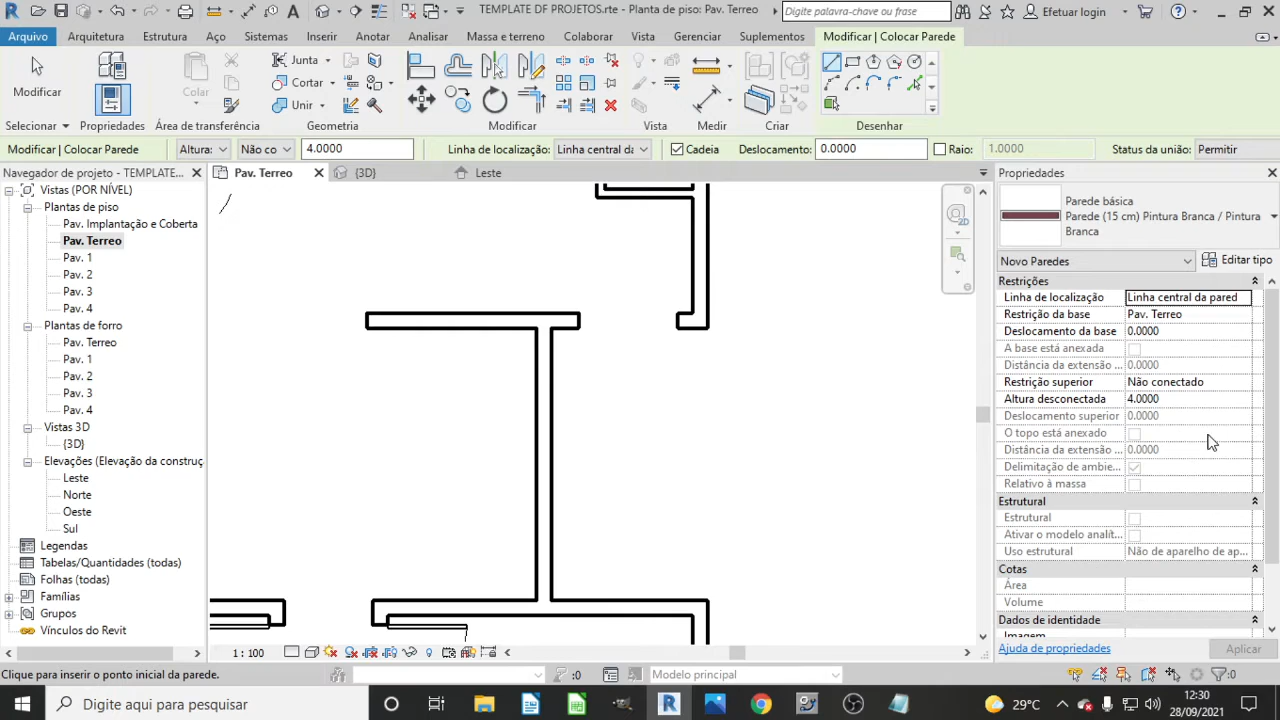 TEMPLATE DF PROJETOS.rte - Planta de piso: Pav. Terreo
Digite palavra-chave ou frase
Efetuar login
Arquivo Arquitetura Estrutura Aço Sistemas Inserir Anotar Analisar Massa e terreno Colaborar Vista Gerenciar Suplementos Modificar | Colocar Parede
Modificar
Colar
Junta
Cortar
Unir
Selecionar Propriedades Área de transferência Geometria Modificar Vista Medir Criar Desenhar
Modificar | Colocar Parede Altura: Não co 4.0000 Linha de localização: Linha central da Cadeia Deslocamento: 0.0000 Raio: 1.0000 Status da união: Permitir
Navegador de projeto - TEMPLATE...
Vistas (POR NÍVEL)
Plantas de piso
Pav. Implantação e Coberta
Pav. Terreo
Pav. 1
Pav. 2
Pav. 3
Pav. 4
Plantas de forro
Pav. Terreo
Pav. 1
Pav. 2
Pav. 3
Pav. 4
Vistas 3D
{3D}
Elevações (Elevação da construç
Leste
Norte
Oeste
Sul
Legendas
Tabelas/Quantidades (todas)
Folhas (todas)
Famílias
Grupos
Vínculos do Revit
Pav. Terreo {3D} Leste
2D
1 : 100
Propriedades
Parede básica
Parede (15 cm) Pintura Branca / Pintura
Branca
Novo Paredes Editar tipo
Restrições
Linha de localização Linha central da pared
Restrição da base Pav. Terreo
Deslocamento da base 0.0000
A base está anexada
Distância da extensão ... 0.0000
Restrição superior Não conectado
Altura desconectada 4.0000
Deslocamento superior 0.0000
O topo está anexado
Distância da extensão ... 0.0000
Delimitação de ambie...
Relativo à massa
Estrutural
Estrutural
Ativar o modelo analít...
Uso estrutural Não de aparelho de ap...
Cotas
Área
Volume
Dados de identidade
Imagem
Ajuda de propriedades Aplicar
Clique para inserir o ponto inicial da parede.
:0
Modelo principal
:0
Digite aqui para pesquisar
29°C
12:30
28/09/2021